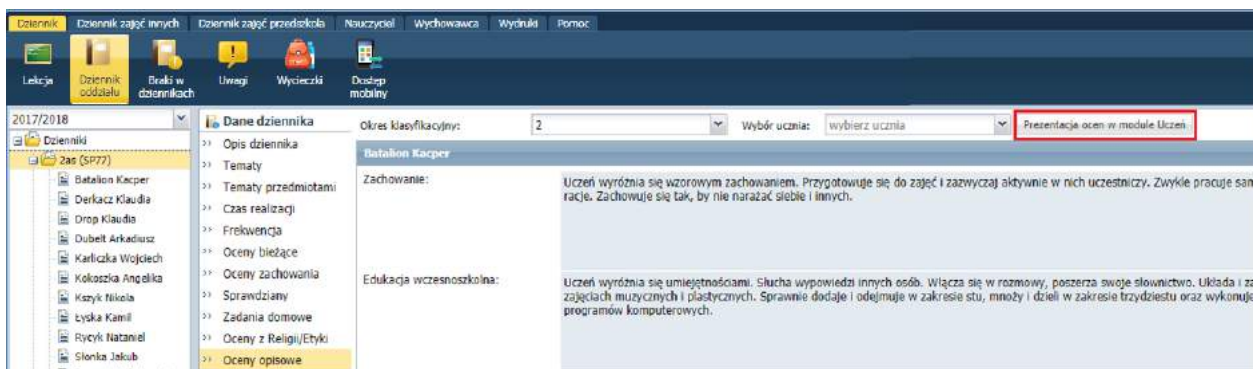 Dziennik Dziennik zajęć innych Dziennik zajęć przedszkola Nauczyciel Wychowawca Wydruki Pomoc
Lekcja Dziennik oddziału Braki w dziennikach Uwagi Wycieczki Dostęp mobilny
2017/2018
Dzienniki
2as (SP77)
Batalion Kacper
Derkacz Klaudia
Drop Klaudia
Dubelt Arkadiusz
Karliczka Wojciech
Kokoszka Angelika
Kszyk Nikola
Łyska Kamil
Rycyk Nataniel
Słonka Jakub
Dane dziennika
Opis dziennika
Tematy
Tematy przedmiotami
Czas realizacji
Frekwencja
Oceny bieżące
Oceny zachowania
Sprawdziany
Zadania domowe
Oceny z Religii/Etyki
Oceny opisowe
Okres klasyfikacyjny: 2 Wybór ucznia: wybierz ucznia Prezentacja ocen w module Uczeń
Batalion Kacper
Zachowanie:
Uczeń wyróżnia się wzorowym zachowaniem. Przygotowuje się do zajęć i zazwyczaj aktywnie w nich uczestniczy. Zwykle pracuje sam
racje. Zachowuje się tak, by nie narażać siebie i innych.
Edukacja wczesnoszkolna:
Uczeń wyróżnia się umiejętnościami. Słucha wypowiedzi innych osób. Włącza się w rozmowy, poszerza swoje słownictwo. Układa i za
zajęciach muzycznych i plastycznych. Sprawnie dodaje i odejmuje w zakresie stu, mnoży i dzieli w zakresie trzydziestu oraz wykonuje
programów komputerowych.